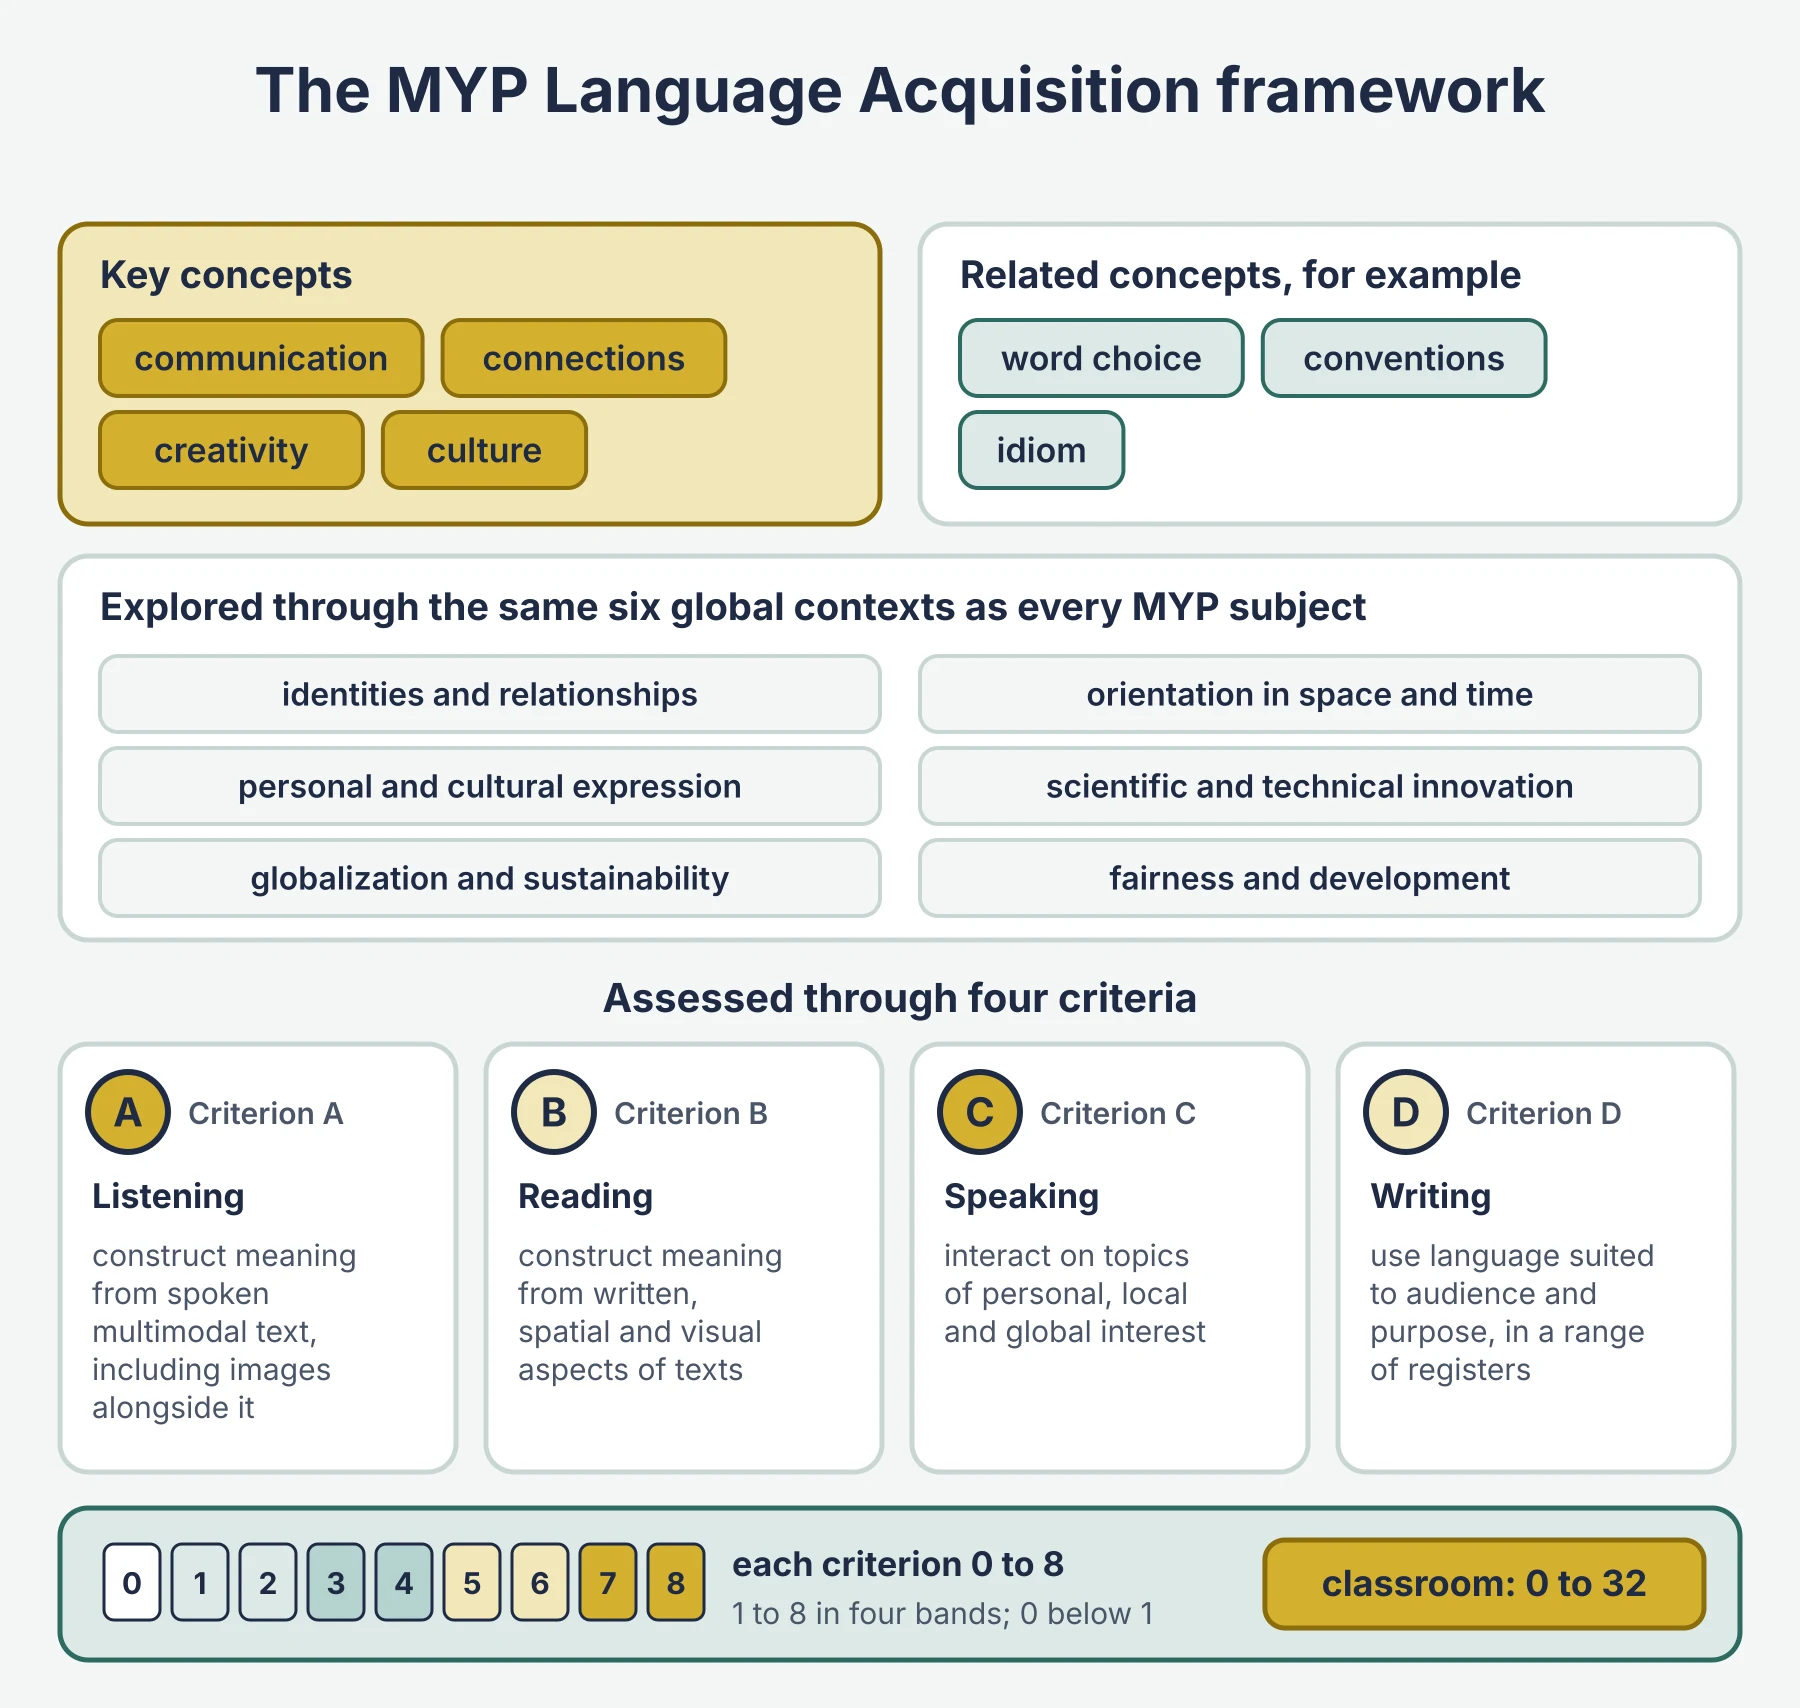 The MYP Language Acquisition framework
Key concepts
communication
connections
creativity
culture
Related concepts, for example
word choice
conventions
idiom
Explored through the same six global contexts as every MYP subject
identities and relationships
orientation in space and time
personal and cultural expression
scientific and technical innovation
globalization and sustainability
fairness and development
Assessed through four criteria
A
Criterion A
Listening
construct meaning
from spoken
multimodal text,
including images
alongside it
B
Criterion B
Reading
construct meaning
from written,
spatial and visual
aspects of texts
C
Criterion C
Speaking
interact on topics
of personal, local
and global interest
D
Criterion D
Writing
use language suited
to audience and
purpose, in a range
of registers
0 1 2 3 4 5 6 7 8
each criterion 0 to 8
1 to 8 in four bands; 0 below 1
classroom: 0 to 32